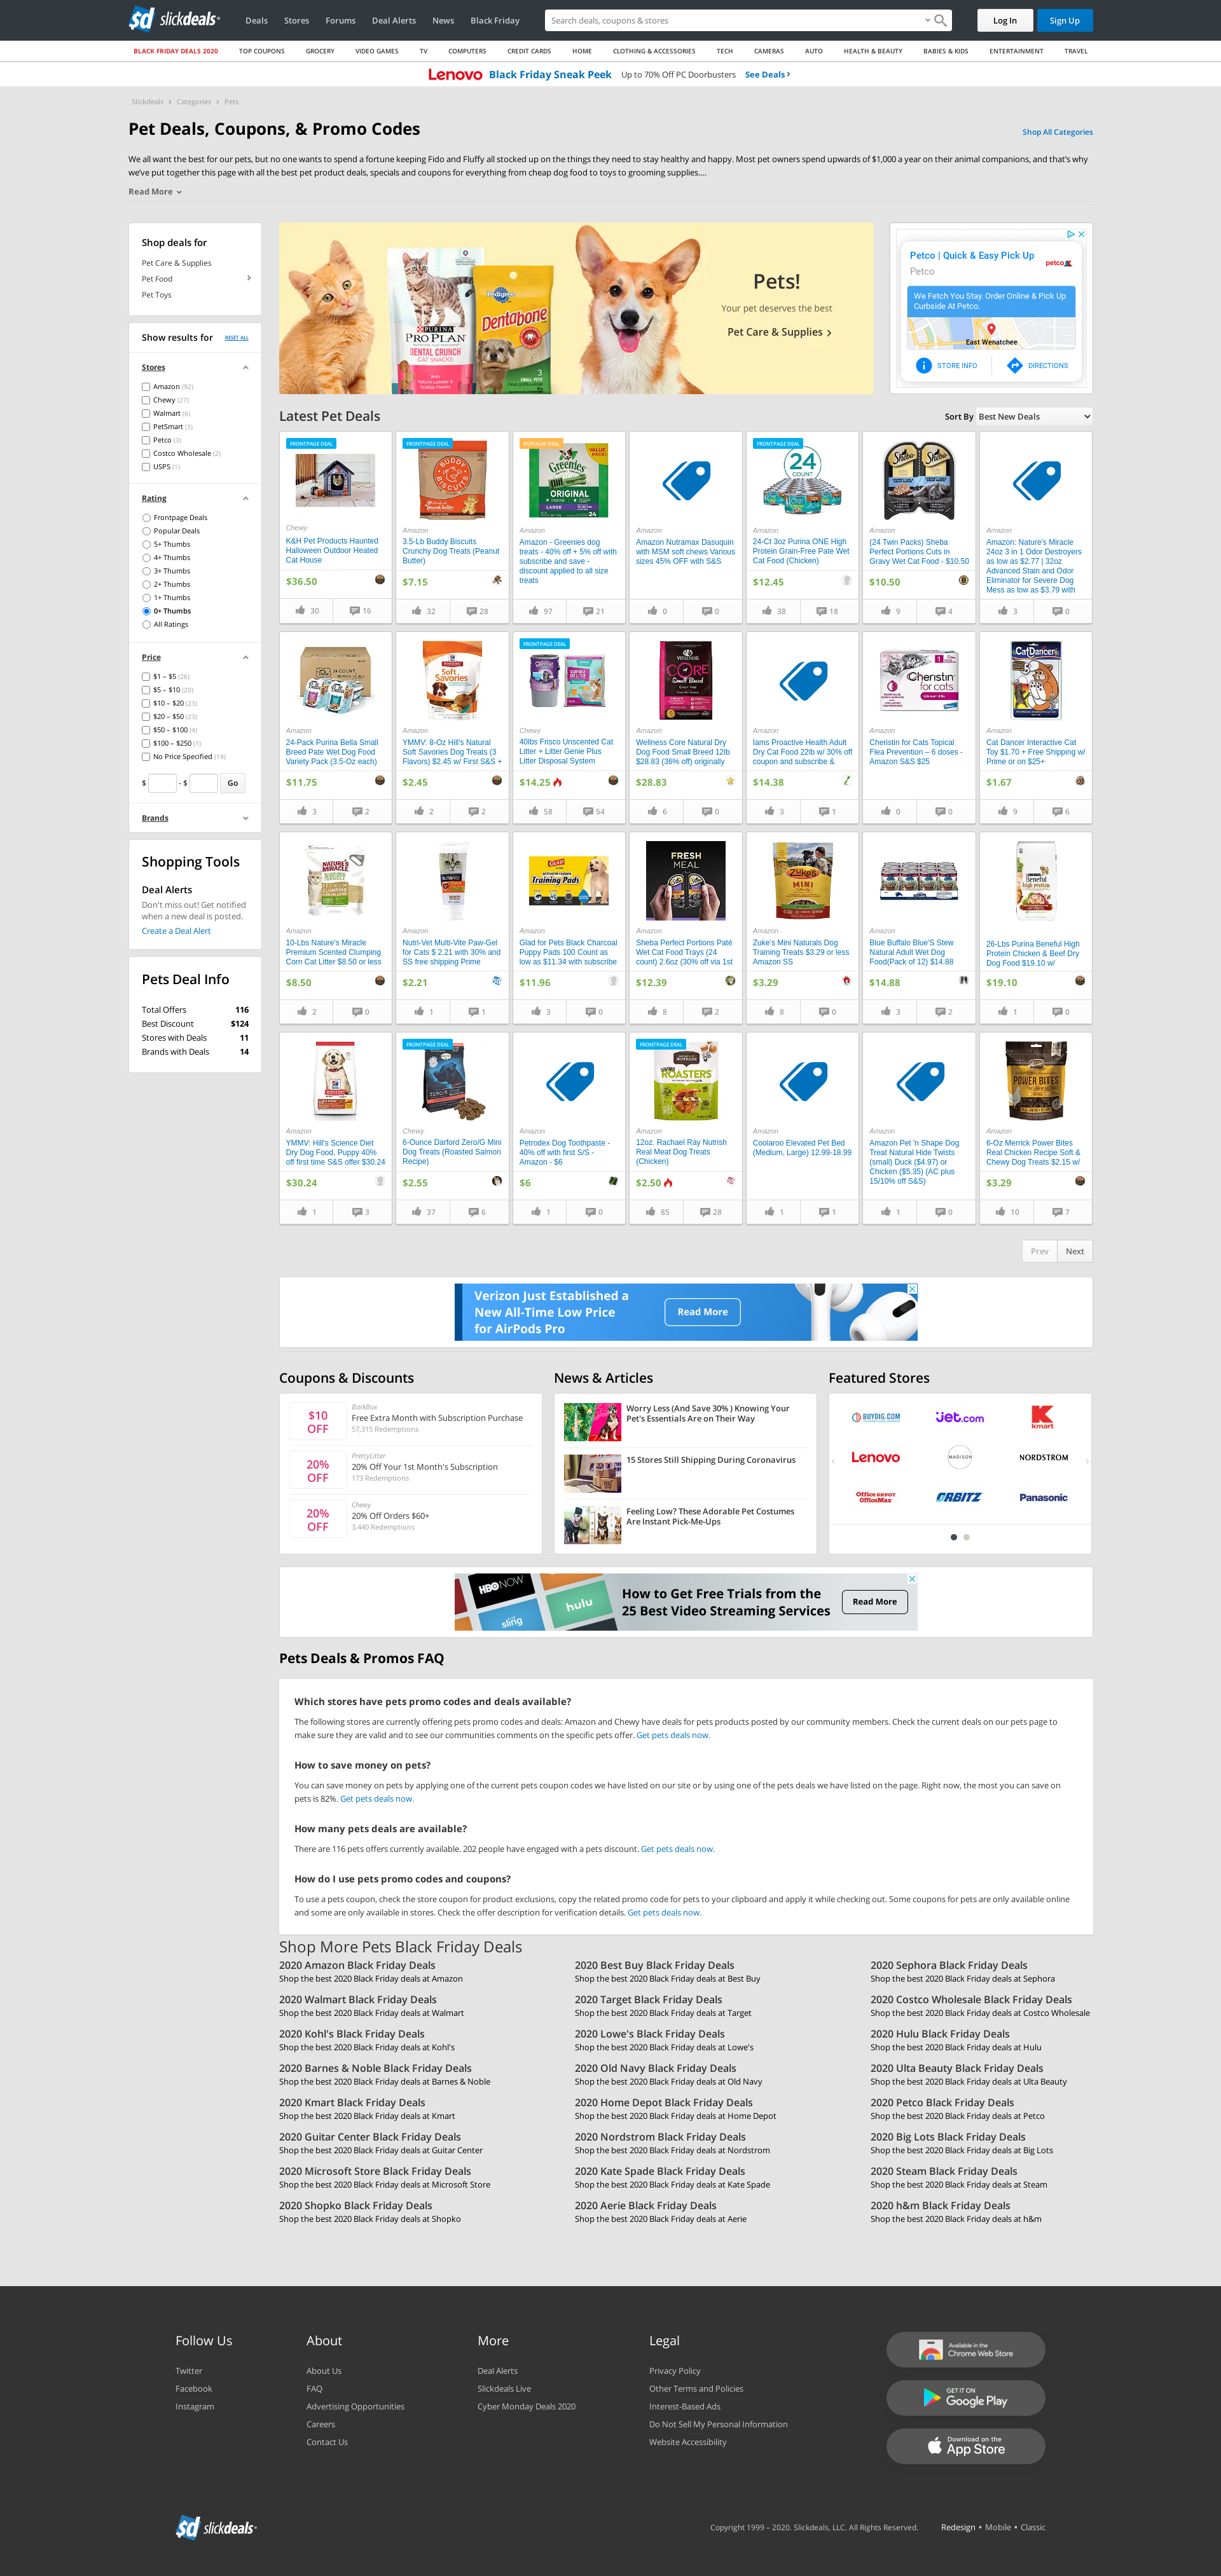 slickdeals
Deals
Stores
Forums
Deal Alerts
News
Black Friday
Search deals, coupons & stores
Log In
Sign Up
BLACK FRIDAY DEALS 2020
TOP COUPONS
GROCERY
VIDEO GAMES
TV
COMPUTERS
CREDIT CARDS
HOME
CLOTHING & ACCESSORIES
TECH
CAMERAS
AUTO
HEALTH & BEAUTY
BABIES & KIDS
ENTERTAINMENT
TRAVEL
Lenovo Black Friday Sneak Peek Up to 70% Off PC Doorbusters See Deals
Slickdeals > Categories > Pets
Pet Deals, Coupons, & Promo Codes
Shop All Categories
We all want the best for our pets, but no one wants to spend a fortune keeping Fido and Fluffy all stocked up on the things they need to stay healthy and happy. Most pet owners spend upwards of $1,000 a year on their animal companions, and that's why
we've put together this page with all the best pet product deals, specials and coupons for everything from cheap dog food to toys to grooming supplies....
Read More
Shop deals for
Pet Care & Supplies
Pet Food
Pet Toys
Show results for
RESET ALL
Stores
Amazon (92)
Chewy (27)
Walmart (6)
PetSmart (3)
Petco (3)
Costco Wholesale (2)
USPS (1)
Rating
Frontpage Deals
Popular Deals
5+ Thumbs
4+ Thumbs
3+ Thumbs
2+ Thumbs
1+ Thumbs
0+ Thumbs
All Ratings
Price
$1 – $5 (26)
$5 – $10 (20)
$10 – $20 (23)
$20 – $50 (23)
$50 – $100 (4)
$100 – $250 (1)
No Price Specified (19)
$ - $ Go
Brands
Shopping Tools
Deal Alerts
Don't miss out! Get notified
when a new deal is posted.
Create a Deal Alert
Pets Deal Info
Total Offers 116
Best Discount $124
Stores with Deals 11
Brands with Deals 14
PURINA
PRO PLAN
DENTAL CRUNCH
CAT SNACKS
Pedigree
Dentabone
Pets!
Your pet deserves the best
Pet Care & Supplies
Petco | Quick & Easy Pick Up
Petco
petco
We Fetch You Stay. Order Online & Pick Up
Curbside At Petco.
East Wenatchee
STORE INFO
DIRECTIONS
Latest Pet Deals
Sort By Best New Deals
FRONTPAGE DEAL
Chewy
K&H Pet Products Haunted
Halloween Outdoor Heated
Cat House
$36.50
30
16
FRONTPAGE DEAL
BUDDY BISCUITS
Amazon
3.5-Lb Buddy Biscuits
Crunchy Dog Treats (Peanut
Butter)
$7.15
32
28
POPULAR DEAL
VALUE PACK!
Greenies
ORIGINAL
LARGE
24
Amazon
Amazon - Greenies dog
treats - 40% off + 5% off with
subscribe and save -
discount applied to all size
treats
97
21
Amazon
Amazon Nutramax Dasuquin
with MSM soft chews Various
sizes 45% OFF with S&S
0
0
FRONTPAGE DEAL
24
COUNT
Amazon
24-Ct 3oz Purina ONE High
Protein Grain-Free Pate Wet
Cat Food (Chicken)
$12.45
38
18
Sheba
Sheba
Amazon
(24 Twin Packs) Sheba
Perfect Portions Cuts in
Gravy Wet Cat Food - $10.50
$10.50
9
4
Amazon
Amazon: Nature's Miracle
24oz 3 in 1 Odor Destroyers
as low as $2.77 | 32oz
Advanced Stain and Odor
Eliminator for Severe Dog
Mess as low as $3.79 with
3
0
24 COUNT
Amazon
24-Pack Purina Bella Small
Breed Pate Wet Dog Food
Variety Pack (3.5-Oz each)
$11.75
3
2
Soft Savories
Amazon
YMMV: 8-Oz Hill's Natural
Soft Savories Dog Treats (3
Flavors) $2.45 w/ First S&S +
$2.45
2
2
FRONTPAGE DEAL
Chewy
40lbs Frisco Unscented Cat
Litter + Litter Genie Plus
Litter Disposal System
$14.25
58
54
WELLNESS
CORE
Small Breed
Amazon
Wellness Core Natural Dry
Dog Food Small Breed 12lb
$28.83 (36% off) originally
$28.83
6
0
Amazon
Iams Proactive Health Adult
Dry Cat Food 22lb w/ 30% off
coupon and subscribe &
$14.38
3
1
Cheristin
for cats
Amazon
Cheristin for Cats Topical
Flea Prevention – 6 doses -
Amazon S&S $25
0
0
Cat Dancer
Amazon
Cat Dancer Interactive Cat
Toy $1.70 + Free Shipping w/
Prime or on $25+
$1.67
9
6
NATURE'S MIRACLE
Amazon
10-Lbs Nature's Miracle
Premium Scented Clumping
Corn Cat Litter $8.50 or less
$8.50
2
0
Amazon
Nutri-Vet Multi-Vite Paw-Gel
for Cats $ 2.21 with 30% and
SS free shipping Prime
$2.21
1
1
GLAD
Training Pads
Amazon
Glad for Pets Black Charcoal
Puppy Pads 100 Count as
low as $11.34 with subscribe
$11.96
3
0
FRESH
MEAL
Amazon
Sheba Perfect Portions Paté
Wet Cat Food Trays (24
count) 2.6oz (30% off via 1st
$12.39
8
2
Zuke's
MINI
Amazon
Zuke's Mini Naturals Dog
Training Treats $3.29 or less
Amazon SS
$3.29
8
0
Amazon
Blue Buffalo Blue'S Stew
Natural Adult Wet Dog
Food(Pack of 12) $14.88
$14.88
3
2
Beneful
26-Lbs Purina Beneful High
Protein Chicken & Beef Dry
Dog Food $19.10 w/
$19.10
1
0
Amazon
YMMV: Hill's Science Diet
Dry Dog Food, Puppy 40%
off first time S&S offer $30.24
$30.24
1
3
FRONTPAGE DEAL
Chewy
6-Ounce Darford Zero/G Mini
Dog Treats (Roasted Salmon
Recipe)
$2.55
37
6
Amazon
Petrodex Dog Toothpaste -
40% off with first S/S -
Amazon - $6
$6
1
0
FRONTPAGE DEAL
NUTRISH
ROASTERS
Amazon
12oz. Rachael Ray Nutrish
Real Meat Dog Treats
(Chicken)
$2.50
85
28
Amazon
Coolaroo Elevated Pet Bed
(Medium, Large) 12.99-18.99
1
1
Amazon
Amazon Pet 'n Shape Dog
Treat Natural Hide Twists
(small) Duck ($4.97) or
Chicken ($5.35) (AC plus
15/10% off S&S)
1
0
POWER BITES
Amazon
6-Oz Merrick Power Bites
Real Chicken Recipe Soft &
Chewy Dog Treats $2.15 w/
$3.29
10
7
Prev
Next
Verizon Just Established a
New All-Time Low Price
for AirPods Pro
Read More
Coupons & Discounts
$10
OFF
BarkBox
Free Extra Month with Subscription Purchase
57,315 Redemptions
20%
OFF
PrettyLitter
20% Off Your 1st Month's Subscription
173 Redemptions
20%
OFF
Chewy
20% Off Orders $60+
3,440 Redemptions
News & Articles
Worry Less (And Save 30% ) Knowing Your
Pet's Essentials Are on Their Way
15 Stores Still Shipping During Coronavirus
Feeling Low? These Adorable Pet Costumes
Are Instant Pick-Me-Ups
Featured Stores
BUYDIG.COM
Jet.com
kmart
Lenovo
MADISON
NORDSTROM
Office DEPOT
OfficeMax
ORBITZ
Panasonic
HBO NOW
hulu
sling
How to Get Free Trials from the
25 Best Video Streaming Services
Read More
Pets Deals & Promos FAQ
Which stores have pets promo codes and deals available?
The following stores are currently offering pets promo codes and deals: Amazon and Chewy have deals for pets products posted by our community members. Check the current deals on our pets page to
make sure they are valid and to see our communities comments on the specific pets offer. Get pets deals now.
How to save money on pets?
You can save money on pets by applying one of the current pets coupon codes we have listed on our site or by using one of the pets deals we have listed on the page. Right now, the most you can save on
pets is 82%. Get pets deals now.
How many pets deals are available?
There are 116 pets offers currently available. 202 people have engaged with a pets discount. Get pets deals now.
How do I use pets promo codes and coupons?
To use a pets coupon, check the store coupon for product exclusions, copy the related promo code for pets to your clipboard and apply it while checking out. Some coupons for pets are only available online
and some are only available in stores. Check the offer description for verification details. Get pets deals now.
Shop More Pets Black Friday Deals
2020 Amazon Black Friday Deals
Shop the best 2020 Black Friday deals at Amazon
2020 Best Buy Black Friday Deals
Shop the best 2020 Black Friday deals at Best Buy
2020 Sephora Black Friday Deals
Shop the best 2020 Black Friday deals at Sephora
2020 Walmart Black Friday Deals
Shop the best 2020 Black Friday deals at Walmart
2020 Target Black Friday Deals
Shop the best 2020 Black Friday deals at Target
2020 Costco Wholesale Black Friday Deals
Shop the best 2020 Black Friday deals at Costco Wholesale
2020 Kohl's Black Friday Deals
Shop the best 2020 Black Friday deals at Kohl's
2020 Lowe's Black Friday Deals
Shop the best 2020 Black Friday deals at Lowe's
2020 Hulu Black Friday Deals
Shop the best 2020 Black Friday deals at Hulu
2020 Barnes & Noble Black Friday Deals
Shop the best 2020 Black Friday deals at Barnes & Noble
2020 Old Navy Black Friday Deals
Shop the best 2020 Black Friday deals at Old Navy
2020 Ulta Beauty Black Friday Deals
Shop the best 2020 Black Friday deals at Ulta Beauty
2020 Kmart Black Friday Deals
Shop the best 2020 Black Friday deals at Kmart
2020 Home Depot Black Friday Deals
Shop the best 2020 Black Friday deals at Home Depot
2020 Petco Black Friday Deals
Shop the best 2020 Black Friday deals at Petco
2020 Guitar Center Black Friday Deals
Shop the best 2020 Black Friday deals at Guitar Center
2020 Nordstrom Black Friday Deals
Shop the best 2020 Black Friday deals at Nordstrom
2020 Big Lots Black Friday Deals
Shop the best 2020 Black Friday deals at Big Lots
2020 Microsoft Store Black Friday Deals
Shop the best 2020 Black Friday deals at Microsoft Store
2020 Kate Spade Black Friday Deals
Shop the best 2020 Black Friday deals at Kate Spade
2020 Steam Black Friday Deals
Shop the best 2020 Black Friday deals at Steam
2020 Shopko Black Friday Deals
Shop the best 2020 Black Friday deals at Shopko
2020 Aerie Black Friday Deals
Shop the best 2020 Black Friday deals at Aerie
2020 h&m Black Friday Deals
Shop the best 2020 Black Friday deals at h&m
Follow Us
Twitter
Facebook
Instagram
About
About Us
FAQ
Advertising Opportunities
Careers
Contact Us
More
Deal Alerts
Slickdeals Live
Cyber Monday Deals 2020
Legal
Privacy Policy
Other Terms and Policies
Interest-Based Ads
Do Not Sell My Personal Information
Website Accessibility
Available in the
Chrome Web Store
GET IT ON
Google Play
Download on the
App Store
slickdeals
Copyright 1999 – 2020. Slickdeals, LLC. All Rights Reserved.
Redesign • Mobile • Classic